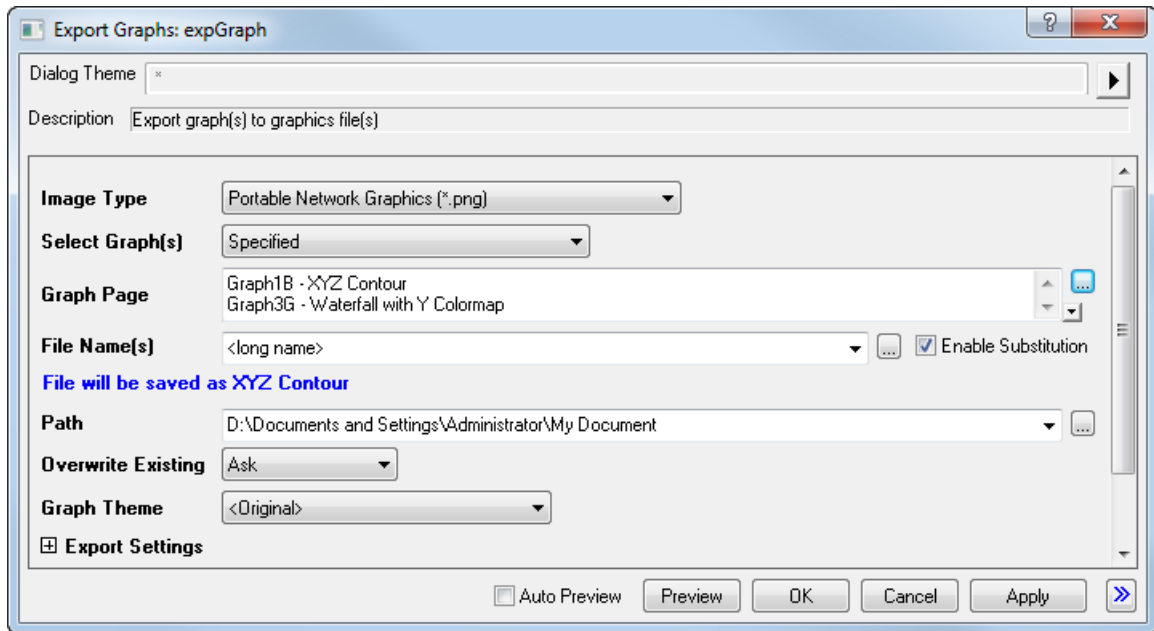 Export Graphs: expGraph
Dialog Theme *
Description Export graph(s) to graphics file(s)
Image Type Portable Network Graphics (*.png)
Select Graph(s) Specified
Graph Page Graph1B - XYZ Contour
Graph3G - Waterfall with Y Colormap
File Name(s) <long name> ... Enable Substitution
File will be saved as XYZ Contour
Path D:\Documents and Settings\Administrator\My Document ...
Overwrite Existing Ask
Graph Theme <Original>
Export Settings
Auto Preview Preview OK Cancel Apply